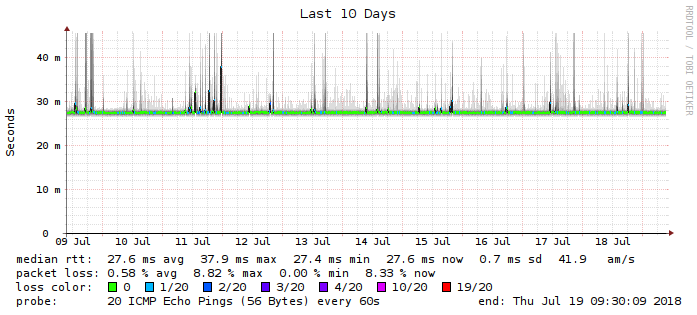 Last 10 Days
RRDTOOL / TOBI OETIKER
Seconds
40 m
30 m
20 m
10 m
0
09 Jul 10 Jul 11 Jul 12 Jul 13 Jul 14 Jul 15 Jul 16 Jul 17 Jul 18 Jul
median rtt: 27.6 ms avg 37.9 ms max 27.4 ms min 27.6 ms now 0.7 ms sd 41.9 am/s
packet loss: 0.58 % avg 8.82 % max 0.00 % min 8.33 % now
loss color: 0 1/20 2/20 3/20 4/20 10/20 19/20
probe: 20 ICMP Echo Pings (56 Bytes) every 60s end: Thu Jul 19 09:30:09 2018